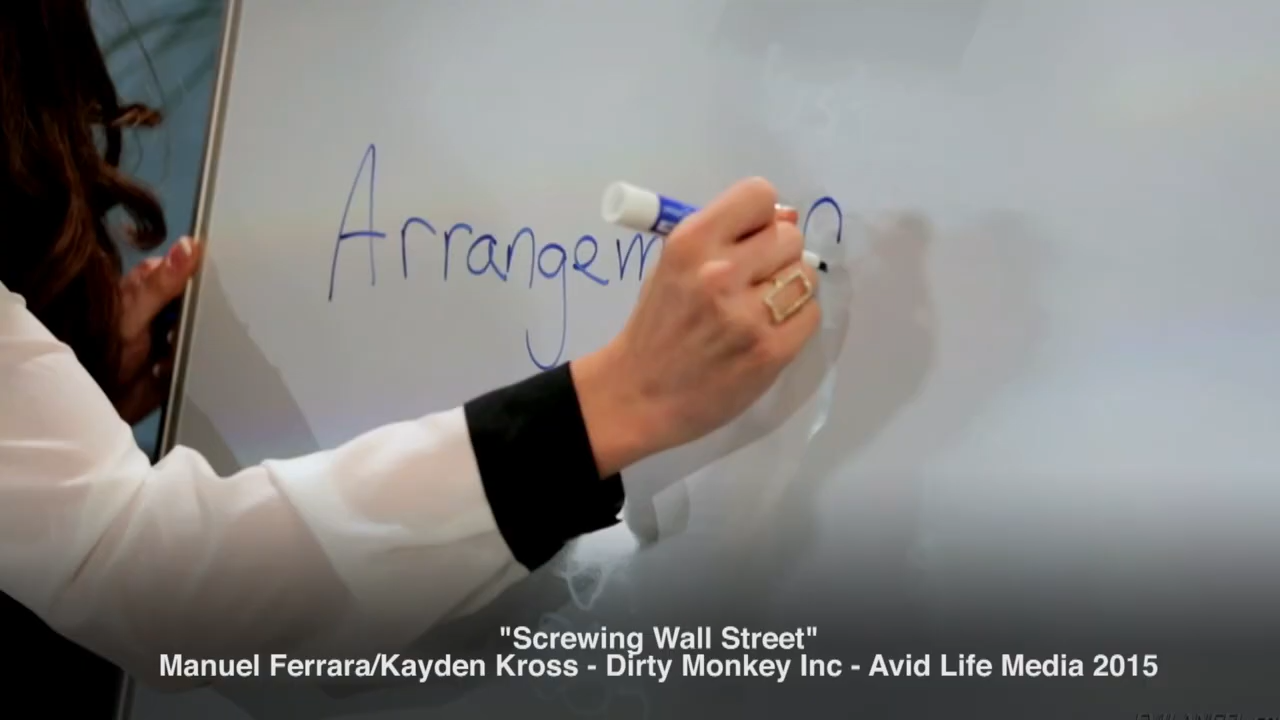 Arrangem
"Screwing Wall Street"
Manuel Ferrara/Kayden Kross - Dirty Monkey Inc - Avid Life Media 2015